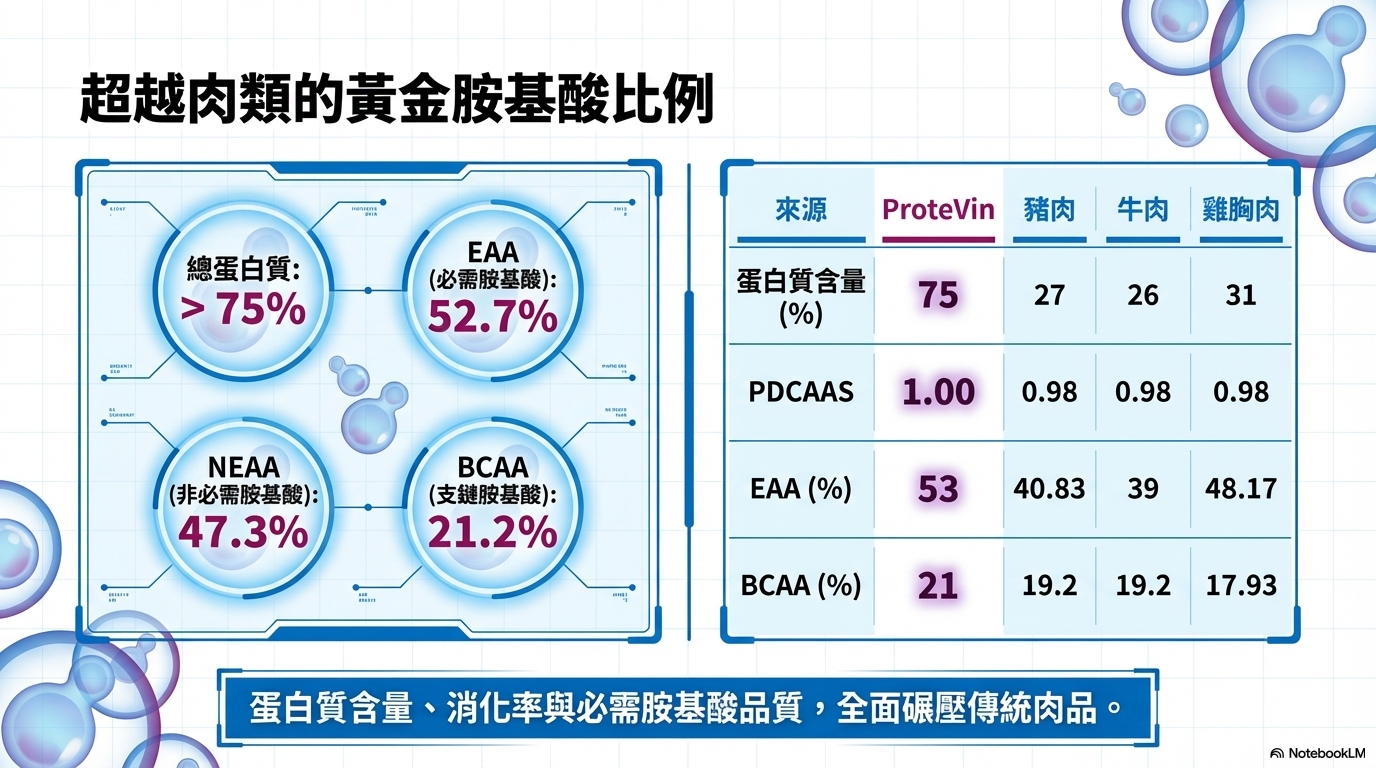 超越肉類的黃金胺基酸比例
總蛋白質:
> 75%
EAA
(必需胺基酸):
52.7%
NEAA
(非必需胺基酸):
47.3%
BCAA
(支鏈胺基酸):
21.2%
來源 ProteVin 豬肉 牛肉 雞胸肉
蛋白質含量
(%) 75 27 26 31
PDCAAS 1.00 0.98 0.98 0.98
EAA (%) 53 40.83 39 48.17
BCAA (%) 21 19.2 19.2 17.93
蛋白質含量、消化率與必需胺基酸品質，全面碾壓傳統肉品。
NotebookLM